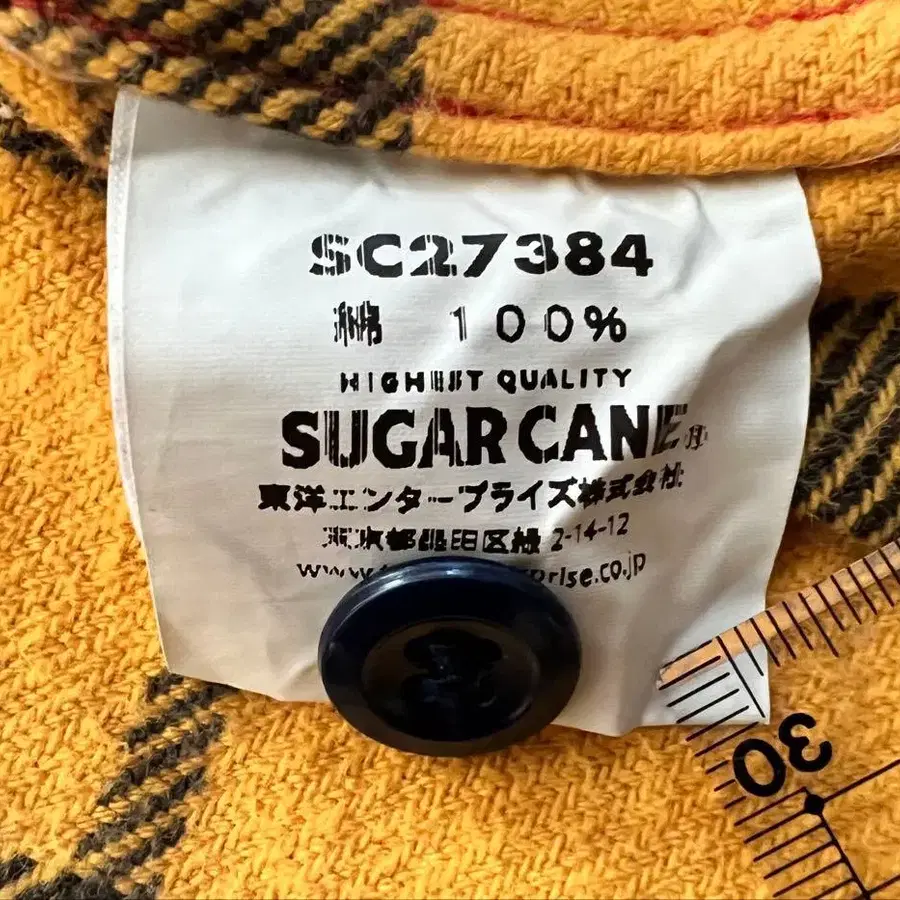 SC27384
綿 100%
HIGHEST QUALITY
SUGAR CANE®
東洋エンタープライズ株式会社
東京都墨田区緑 2-14-12
prise.co.jp
30